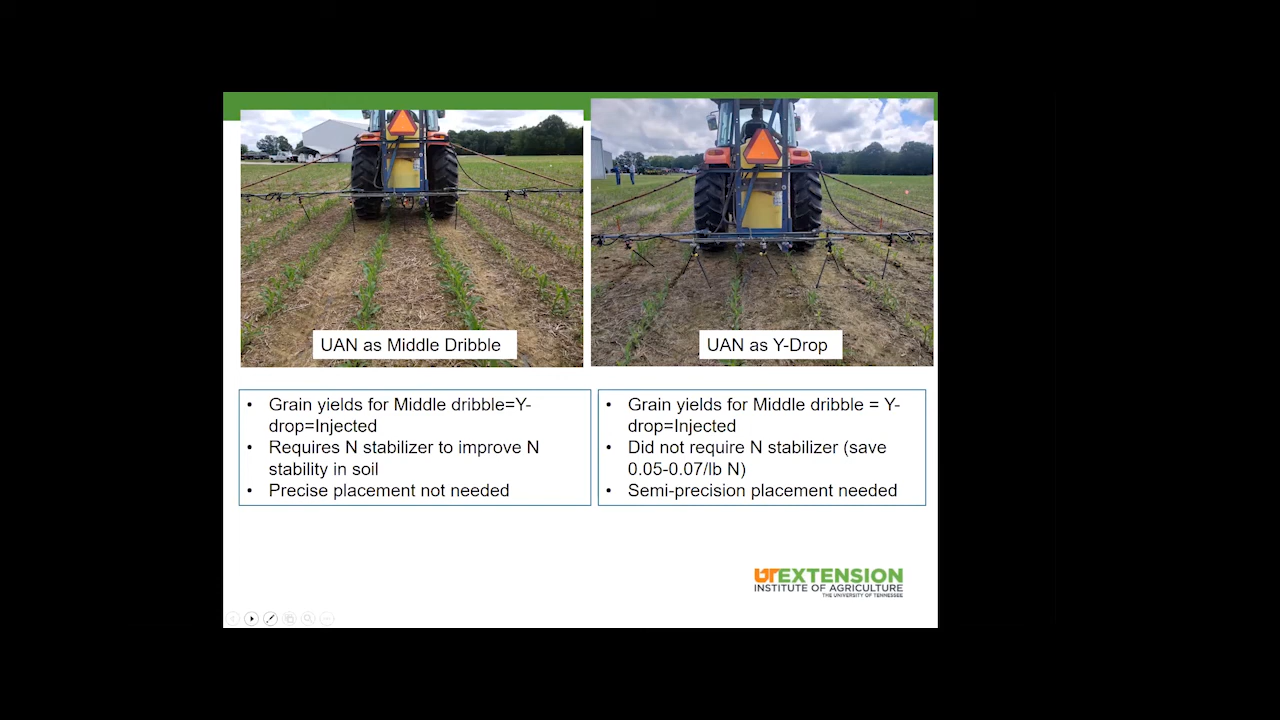 UAN as Middle Dribble
UAN as Y-Drop
• Grain yields for Middle dribble=Y-
drop=Injected
• Requires N stabilizer to improve N
stability in soil
• Precise placement not needed
• Grain yields for Middle dribble = Y-
drop=Injected
• Did not require N stabilizer (save
0.05-0.07/lb N)
• Semi-precision placement needed
UT EXTENSION
INSTITUTE OF AGRICULTURE
THE UNIVERSITY OF TENNESSEE